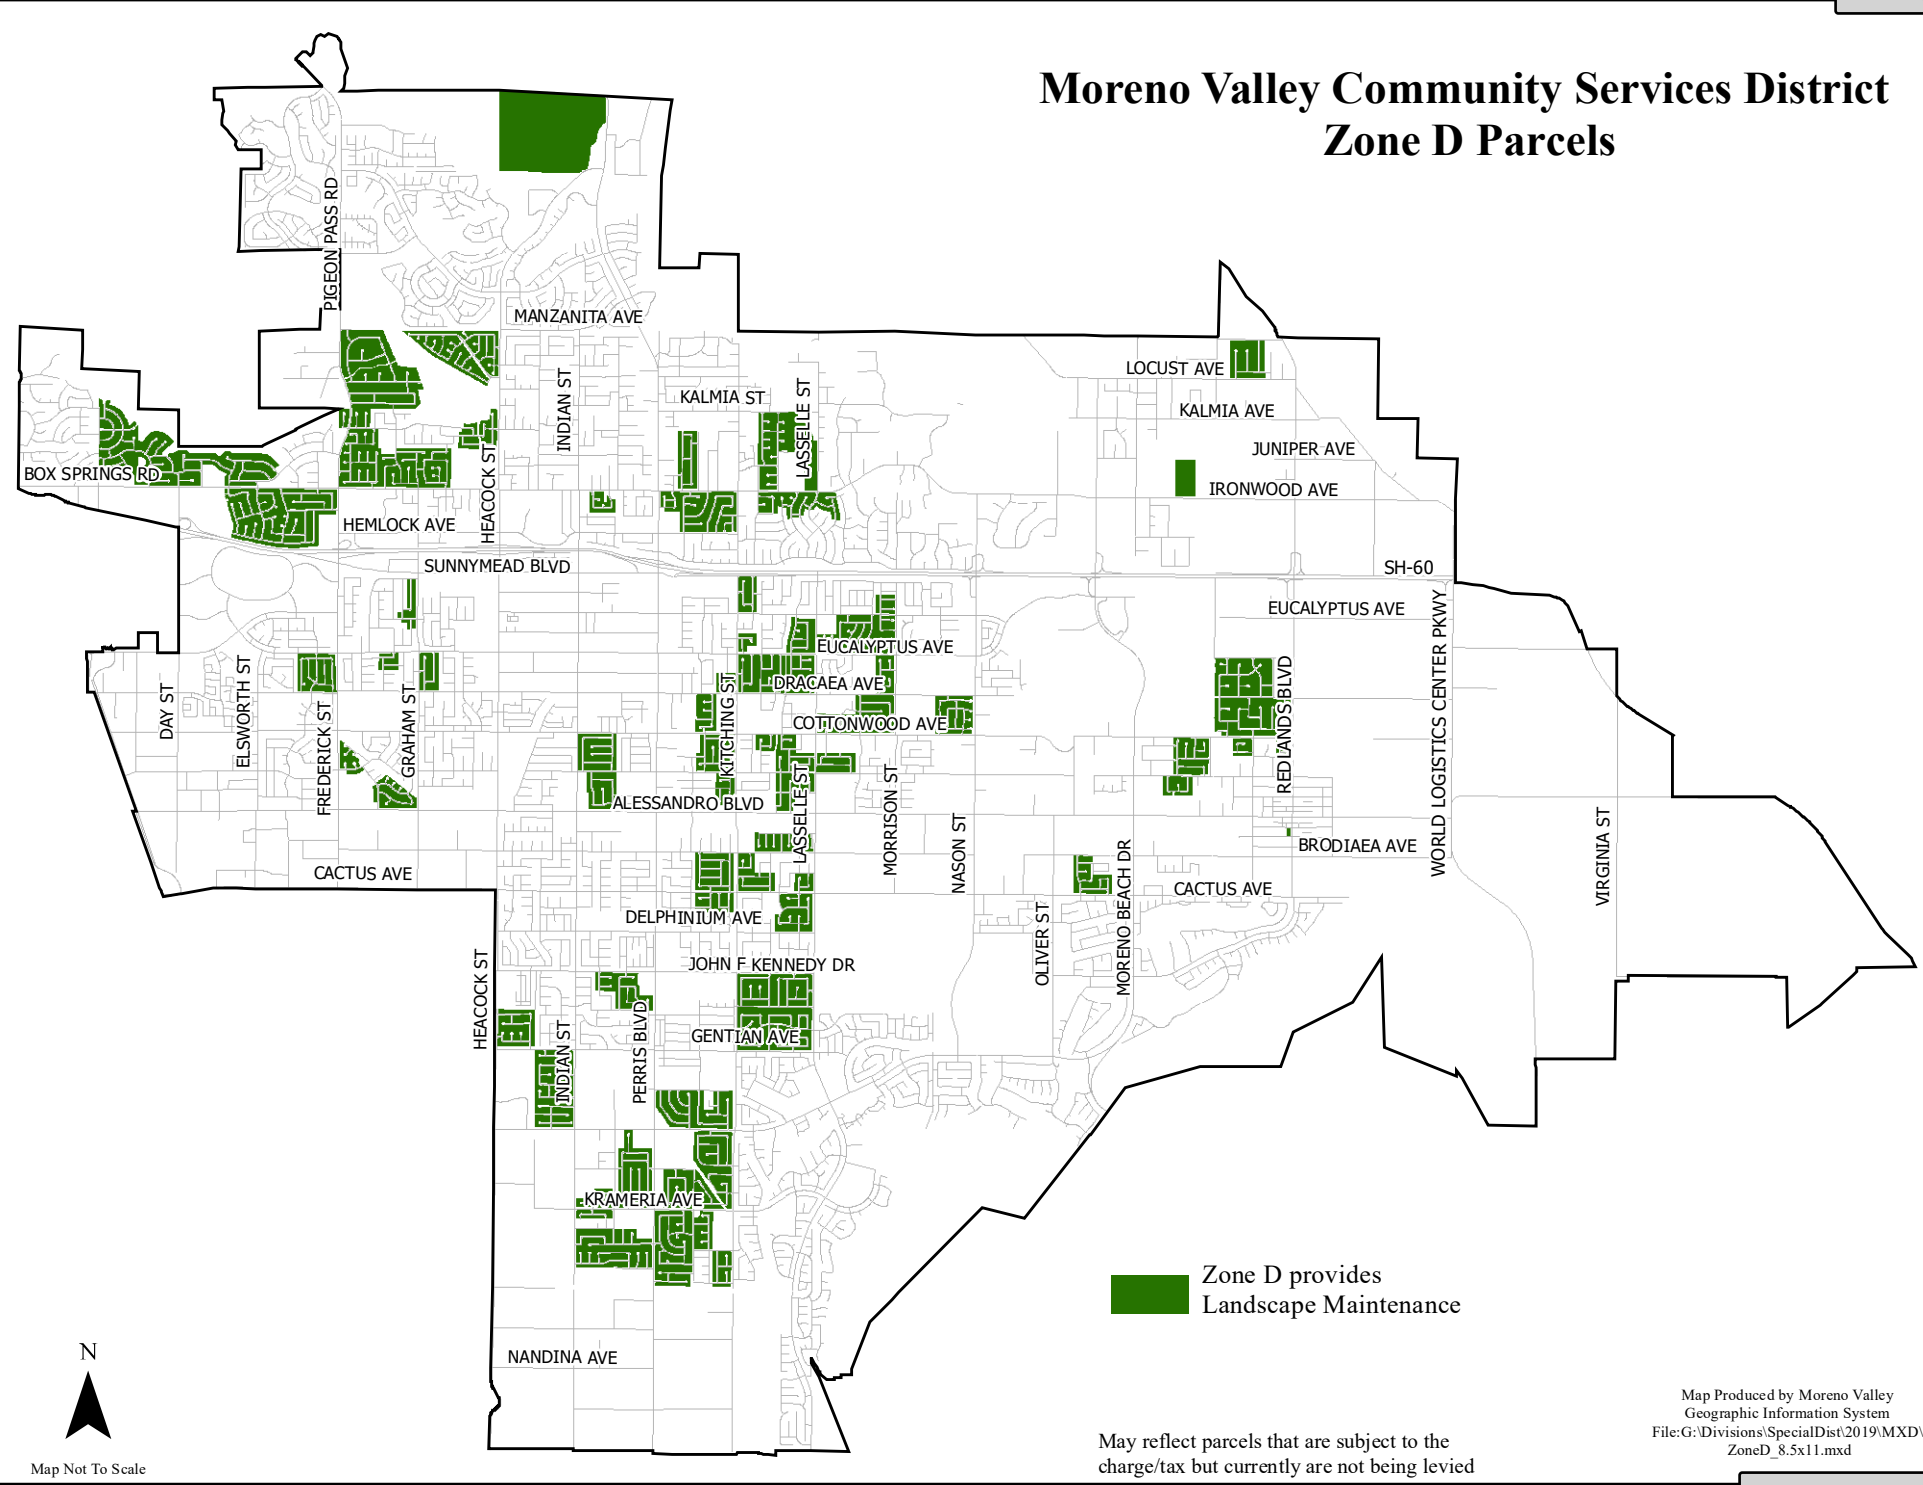 Moreno Valley Community Services District
Zone D Parcels
PIGEON PASS RD
MANZANITA AVE
LOCUST AVE
INDIAN ST
KALMIA ST
LASSELLE ST
KALMIA AVE
JUNIPER AVE
BOX SPRINGS RD
HEACOCK ST
IRONWOOD AVE
HEMLOCK AVE
SUNNYMEAD BLVD
SH-60
EUCALYPTUS AVE
EUCALYPTUS AVE
DAY ST
ELSWORTH ST
FREDERICK ST
GRAHAM ST
KITCHING ST
DRACAEA AVE
COTTONWOOD AVE
REDLANDS BLVD
WORLD LOGISTICS CENTER PKWY
ALESSANDRO BLVD
LASSELLE ST
MORRISON ST
NASON ST
MORENO BEACH DR
BRODIAEA AVE
VIRGINIA ST
CACTUS AVE
CACTUS AVE
DELPHINIUM AVE
OLIVER ST
HEACOCK ST
JOHN F KENNEDY DR
INDIAN ST
PERRIS BLVD
GENTIAN AVE
KRAMERIA AVE
Zone D provides
Landscape Maintenance
NANDINA AVE
N
Map Not To Scale
May reflect parcels that are subject to the
charge/tax but currently are not being levied
Map Produced by Moreno Valley
Geographic Information System
File:G:\Divisions\SpecialDist\2019\MXD\
ZoneD_8.5x11.mxd